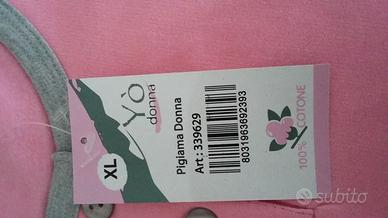 Yò
donna
XL
Pigiama Donna
Art : 339629
8031963692393
100% COTONE
subito